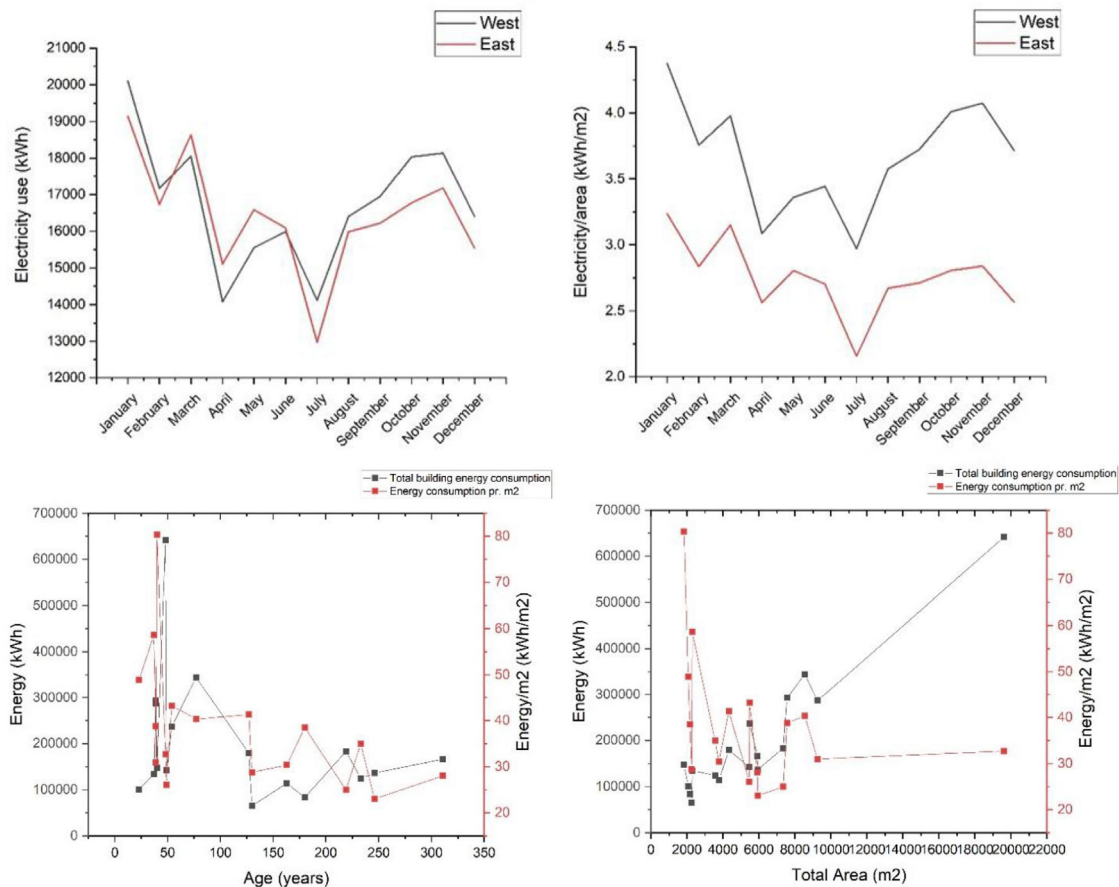 West
East
Electricity use (kWh)
21000
20000
19000
18000
17000
16000
15000
14000
13000
12000
January
February
March
April
May
June
July
August
September
October
November
December
West
East
Electricity/area (kWh/m2)
4.5
4.0
3.5
3.0
2.5
2.0
January
February
March
April
May
June
July
August
September
October
November
December
Total building energy consumption
Energy consumption pr. m2
Energy (kWh)
700000
600000
500000
400000
300000
200000
100000
0
0 50 100 150 200 250 300 350
Age (years)
80
70
60
50
40
30
20
Energy/m2 (kWh/m2)
Total building energy consumption
Energy consumption pr. m2
Energy (kWh)
700000
600000
500000
400000
300000
200000
100000
0
0 2000 4000 6000 8000 10000 12000 14000 16000 18000 20000 22000
Total Area (m2)
80
70
60
50
40
30
20
Energy/m2 (kWh/m2)